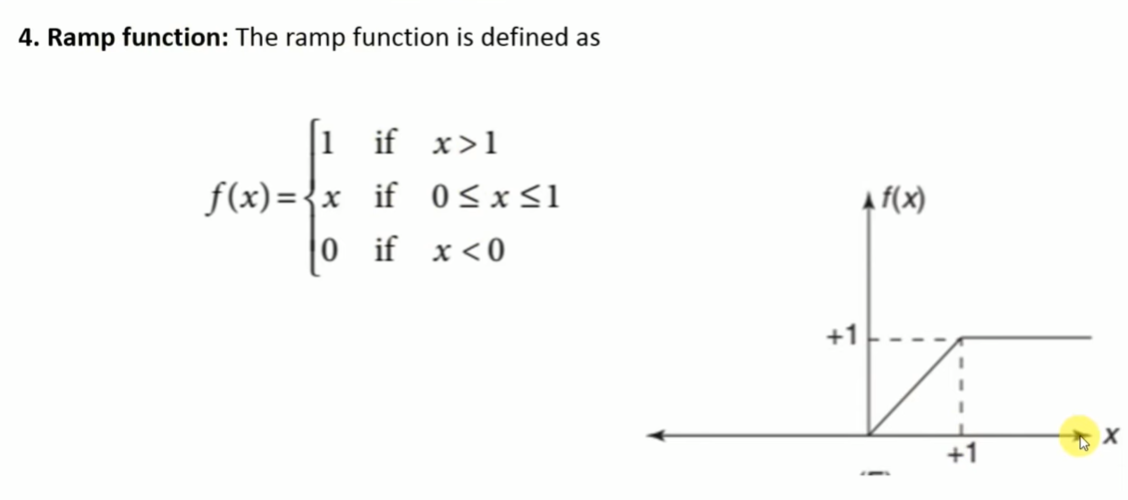 4. Ramp function: The ramp function is defined as
1 if x > 1
f(x) = x if 0 ≤ x ≤ 1
0 if x < 0
f(x)
+1
x
+1